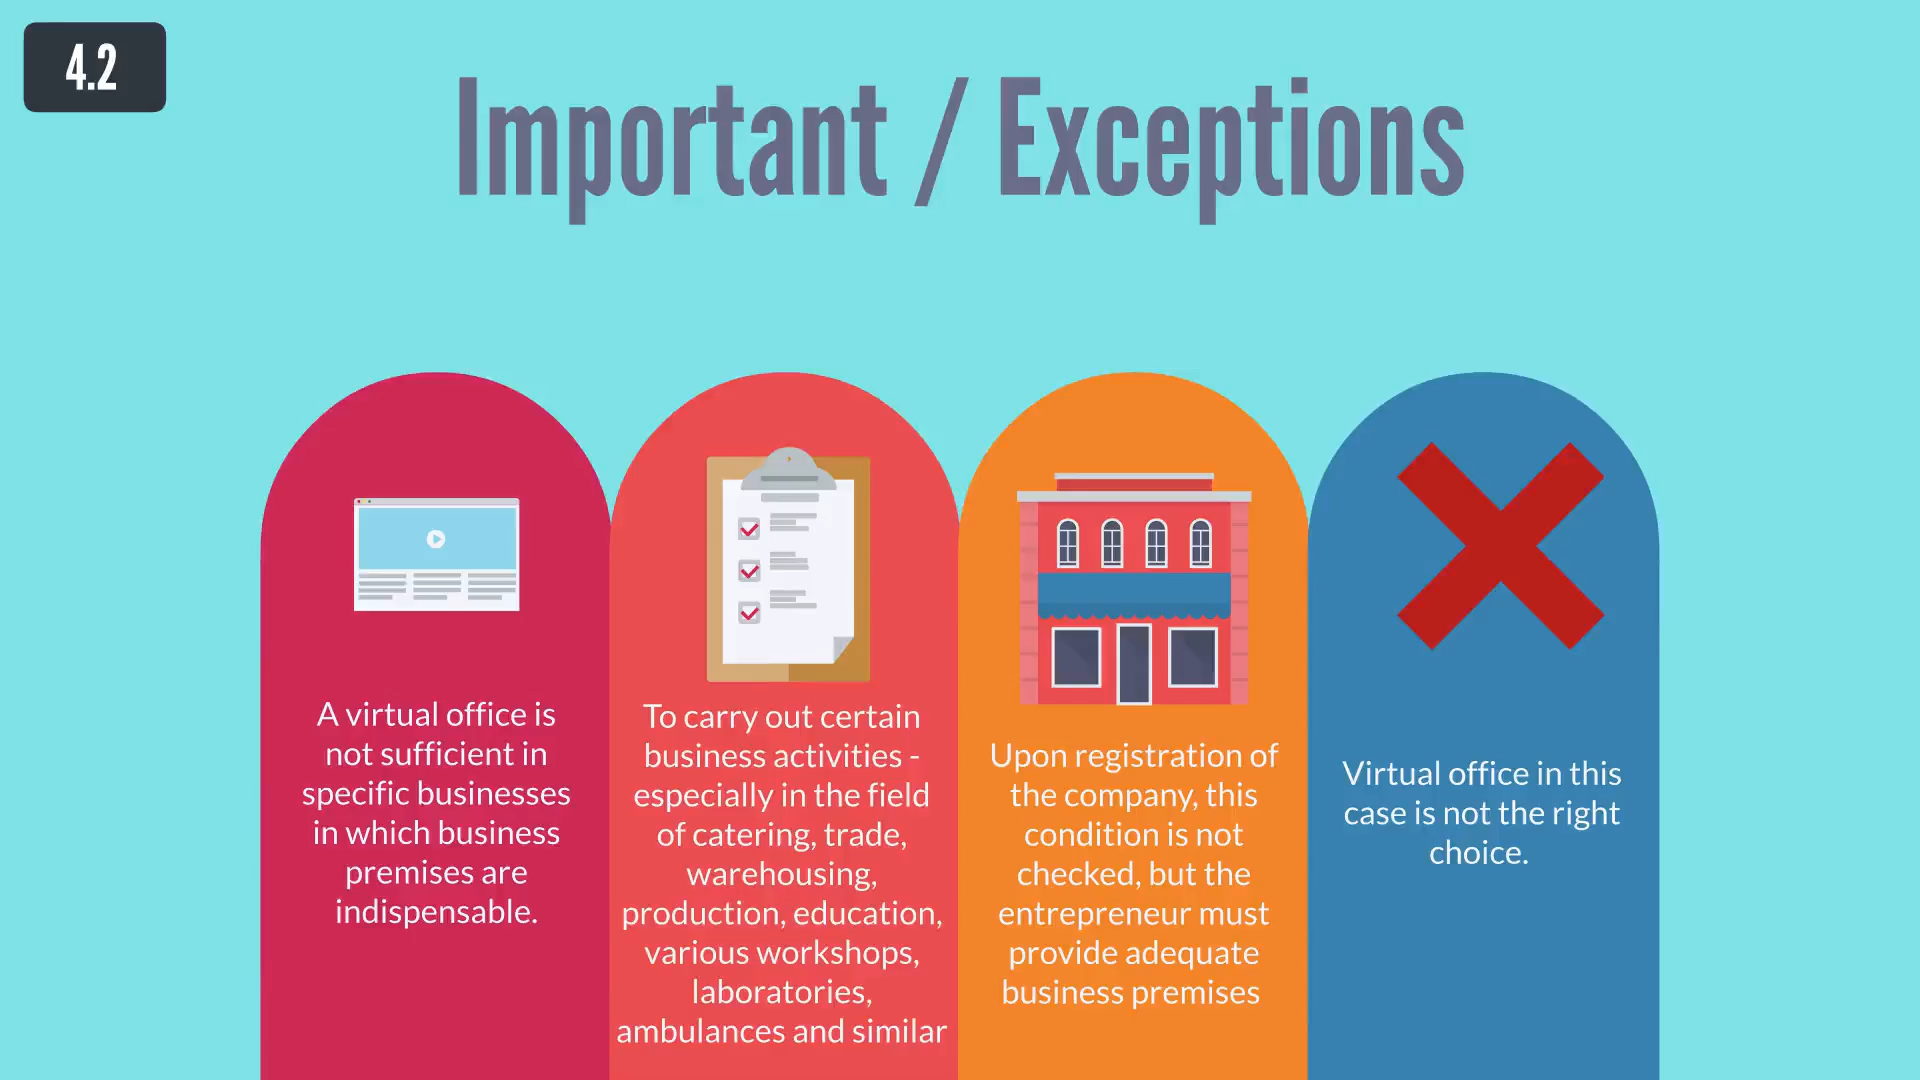 4.2
Important / Exceptions
A virtual office is
not sufficient in
specific businesses
in which business
premises are
indispensable.
To carry out certain
business activities -
especially in the field
of catering, trade,
warehousing,
production, education,
various workshops,
laboratories,
ambulances and similar
Upon registration of
the company, this
condition is not
checked, but the
entrepreneur must
provide adequate
business premises
Virtual office in this
case is not the right
choice.